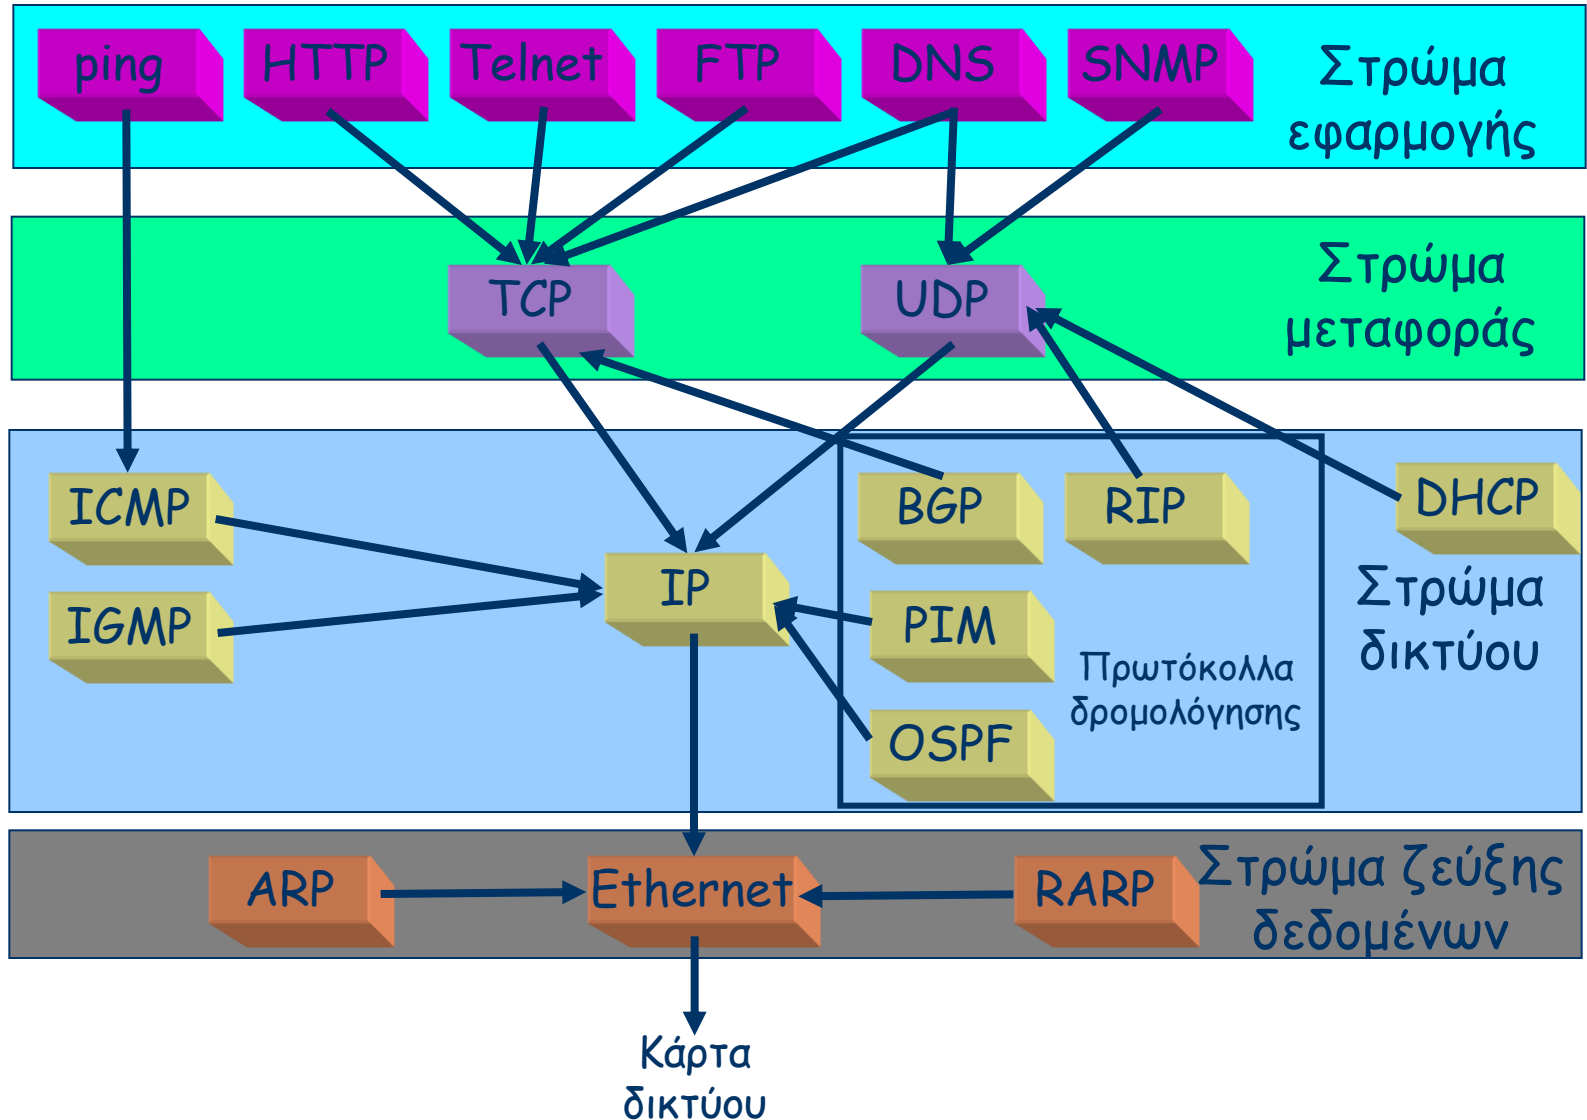 ping
HTTP
Telnet
FTP
DNS
SNMP
Στρώμα
εφαρμογής
TCP
UDP
Στρώμα
μεταφοράς
ICMP
BGP
RIP
DHCP
IP
IGMP
PIM
Στρώμα
δικτύου
Πρωτόκολλα
δρομολόγησης
OSPF
ARP
Ethernet
RARP
Στρώμα ζεύξης
δεδομένων
Κάρτα
δικτύου